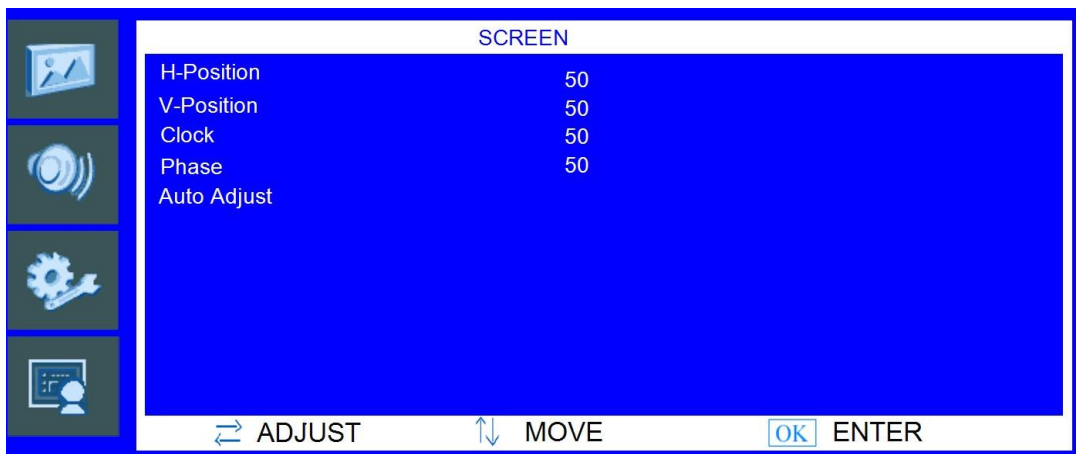 SCREEN
H-Position 50
V-Position 50
Clock 50
Phase 50
Auto Adjust
ADJUST MOVE OK ENTER